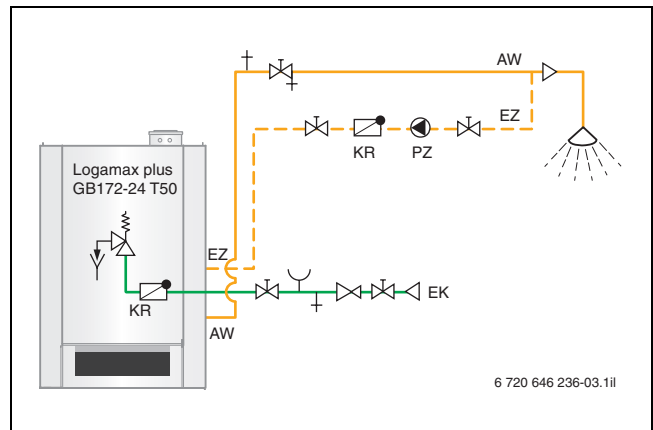 AW
EZ
KR
PZ
Logamax plus
GB172-24 T50
EZ
KR
EK
AW
6 720 646 236-03.1il